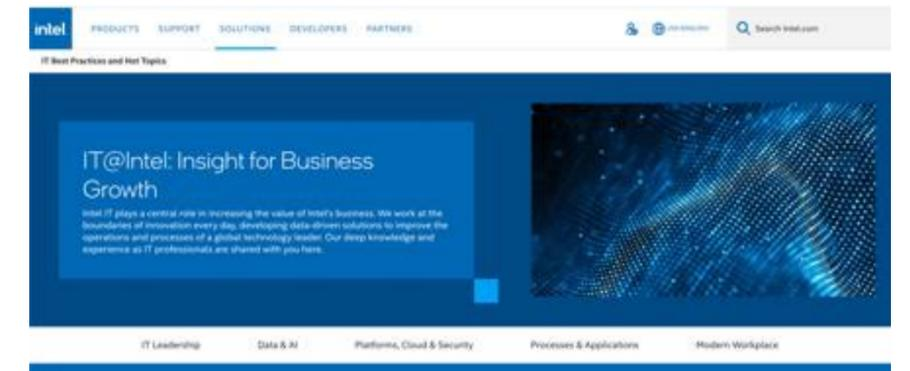 intel
PRODUCTS SUPPORT SOLUTIONS DEVELOPERS PARTNERS
Search Intel.com
IT Best Practices and Hot Topics
IT@Intel: Insight for Business
Growth
Intel IT plays a central role in increasing the value of Intel's business. We work at the
boundaries of innovation every day, developing data-driven solutions to improve the
operations and processes of a global technology leader. Our deep knowledge and
experience as IT professionals are shared with you here.
IT Leadership Data & AI Platforms, Cloud & Security Processes & Applications Modern Workplace